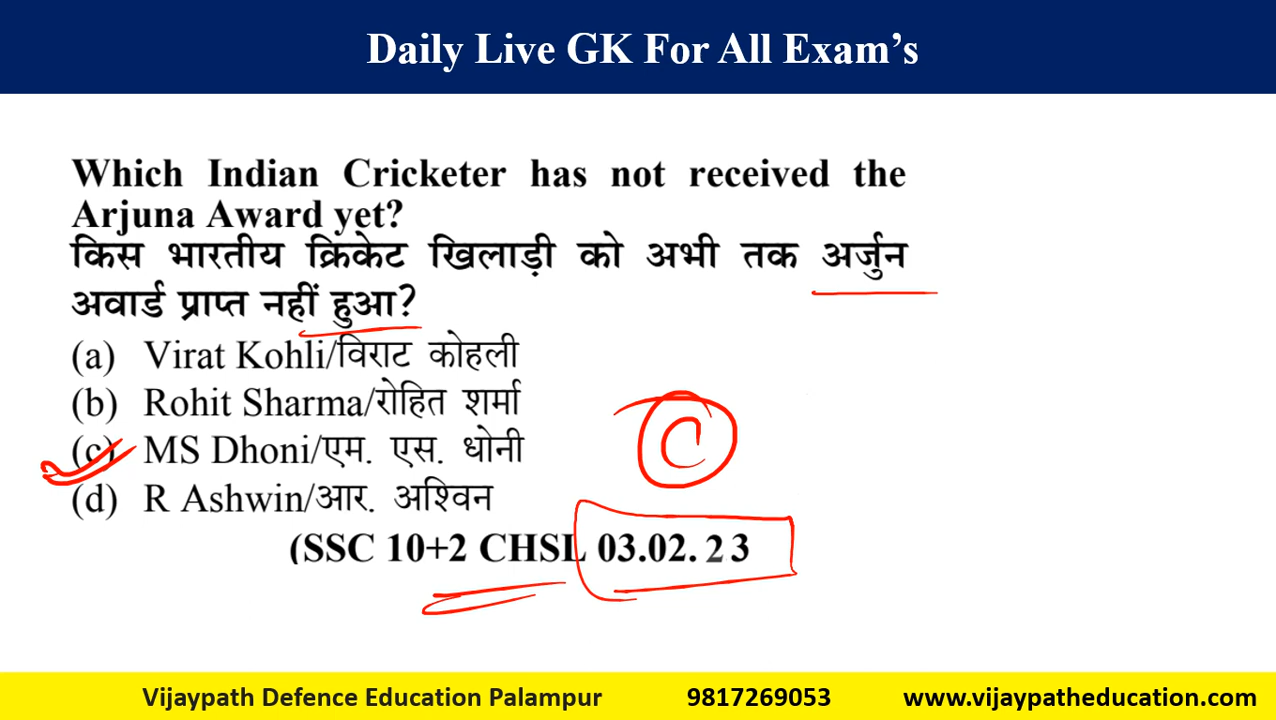 Daily Live GK For All Exam's
Which Indian Cricketer has not received the
Arjuna Award yet?
किस भारतीय क्रिकेट खिलाड़ी को अभी तक अर्जुन
अवार्ड प्राप्त नहीं हुआ?
(a) Virat Kohli/विराट कोहली
(b) Rohit Sharma/रोहित शर्मा
(c) MS Dhoni/एम. एस. धोनी
C
(d) R Ashwin/आर. अश्विन
(SSC 10+2 CHSL 03.02.23
Vijaypath Defence Education Palampur 9817269053 www.vijaypatheducation.com